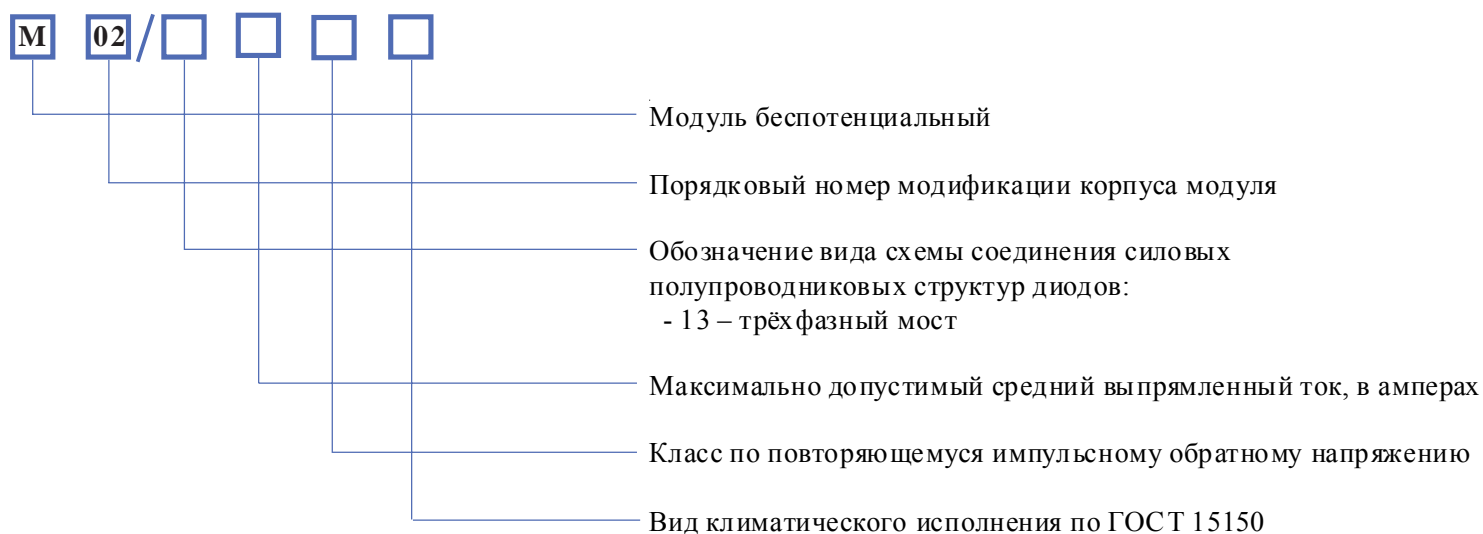 М 02/
Модуль беспотенциальный
Порядковый номер модификации корпуса модуля
Обозначение вида схемы соединения силовых
полупроводниковых структур диодов:
- 13 – трёхфазный мост
Максимально допустимый средний выпрямленный ток, в амперах
Класс по повторяющемуся импульсному обратному напряжению
Вид климатического исполнения по ГОСТ 15150